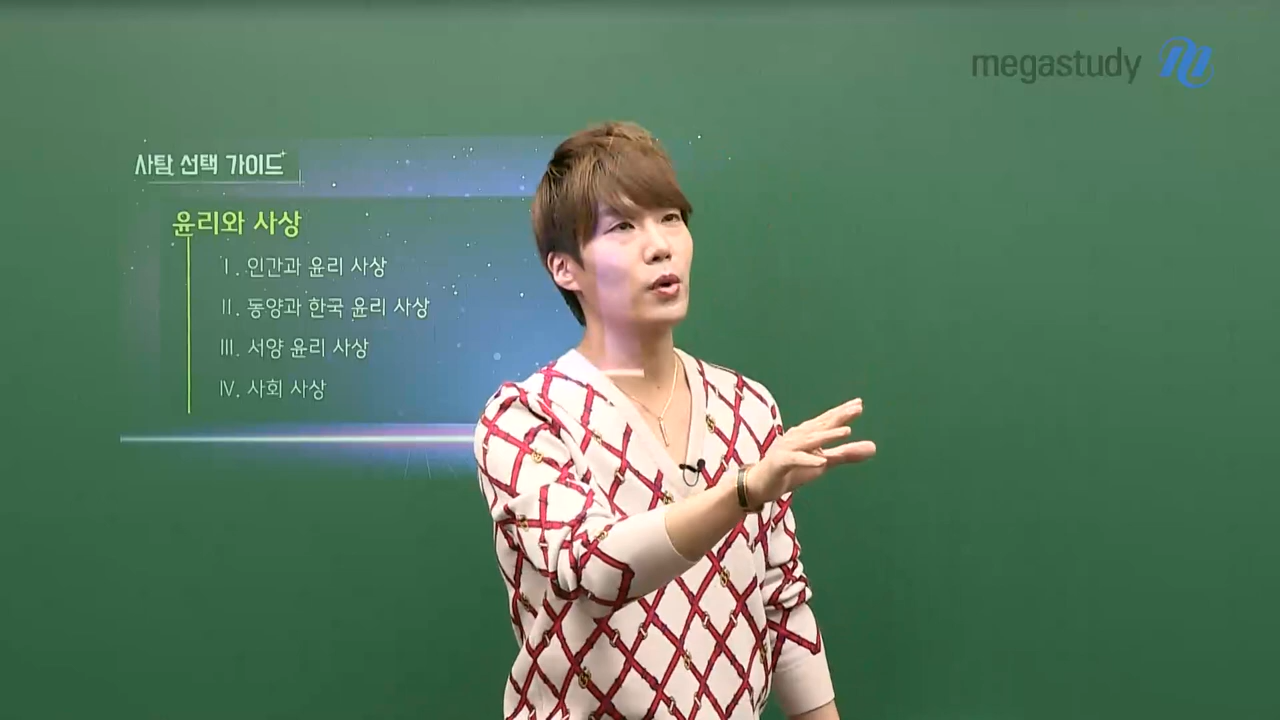 megastudy
사탐 선택 가이드
윤리와 사상
Ⅰ. 인간과 윤리 사상
Ⅱ. 동양과 한국 윤리 사상
Ⅲ. 서양 윤리 사상
Ⅳ. 사회 사상